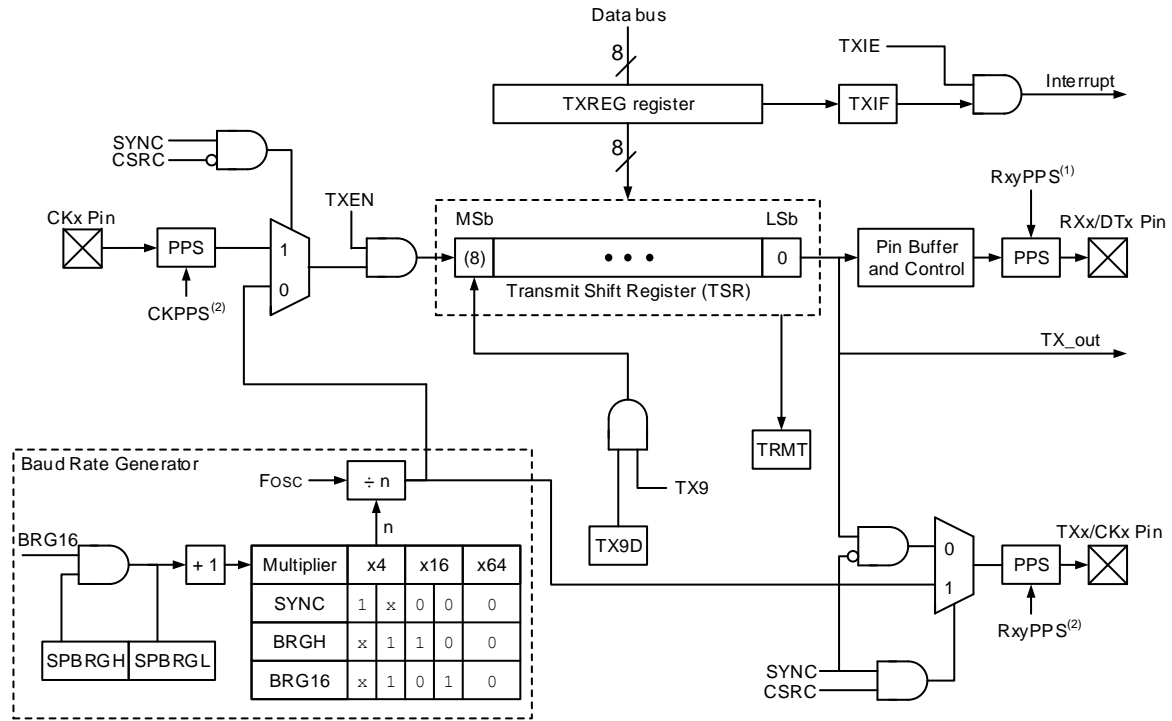 Data bus
8
TXIE
Interrupt
TXREG register
TXIF
8
SYNC
CSRC
TXEN
RxyPPS(1)
CKx Pin
MSb
LSb
RXx/DTx Pin
PPS
1
(8)
• • •
0
Pin Buffer
and Control
PPS
0
Transmit Shift Register (TSR)
CKPPS(2)
TX_out
TRMT
Baud Rate Generator
FOSC
÷ n
TX9
n
TX9D
BRG16
TXx/CKx Pin
+ 1
Multiplier x4 x16 x64
0
PPS
SYNC 1 x 0 0 0
1
BRGH x 1 1 0 0
RxyPPS(2)
SPBRGH SPBRGL
BRG16 x 1 0 1 0
SYNC
CSRC